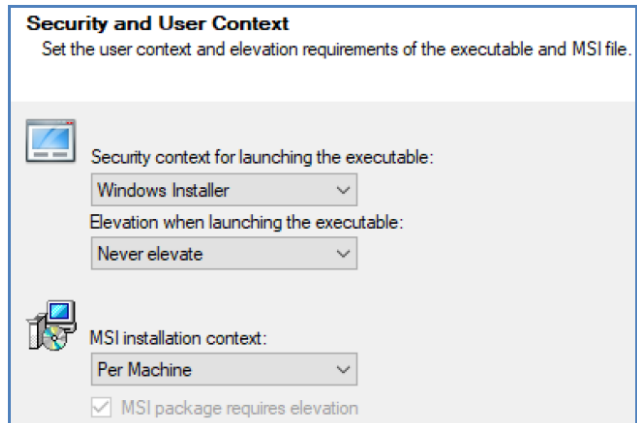 Security and User Context
Set the user context and elevation requirements of the executable and MSI file.
Security context for launching the executable:
Windows Installer
Elevation when launching the executable:
Never elevate
MSI installation context:
Per Machine
MSI package requires elevation